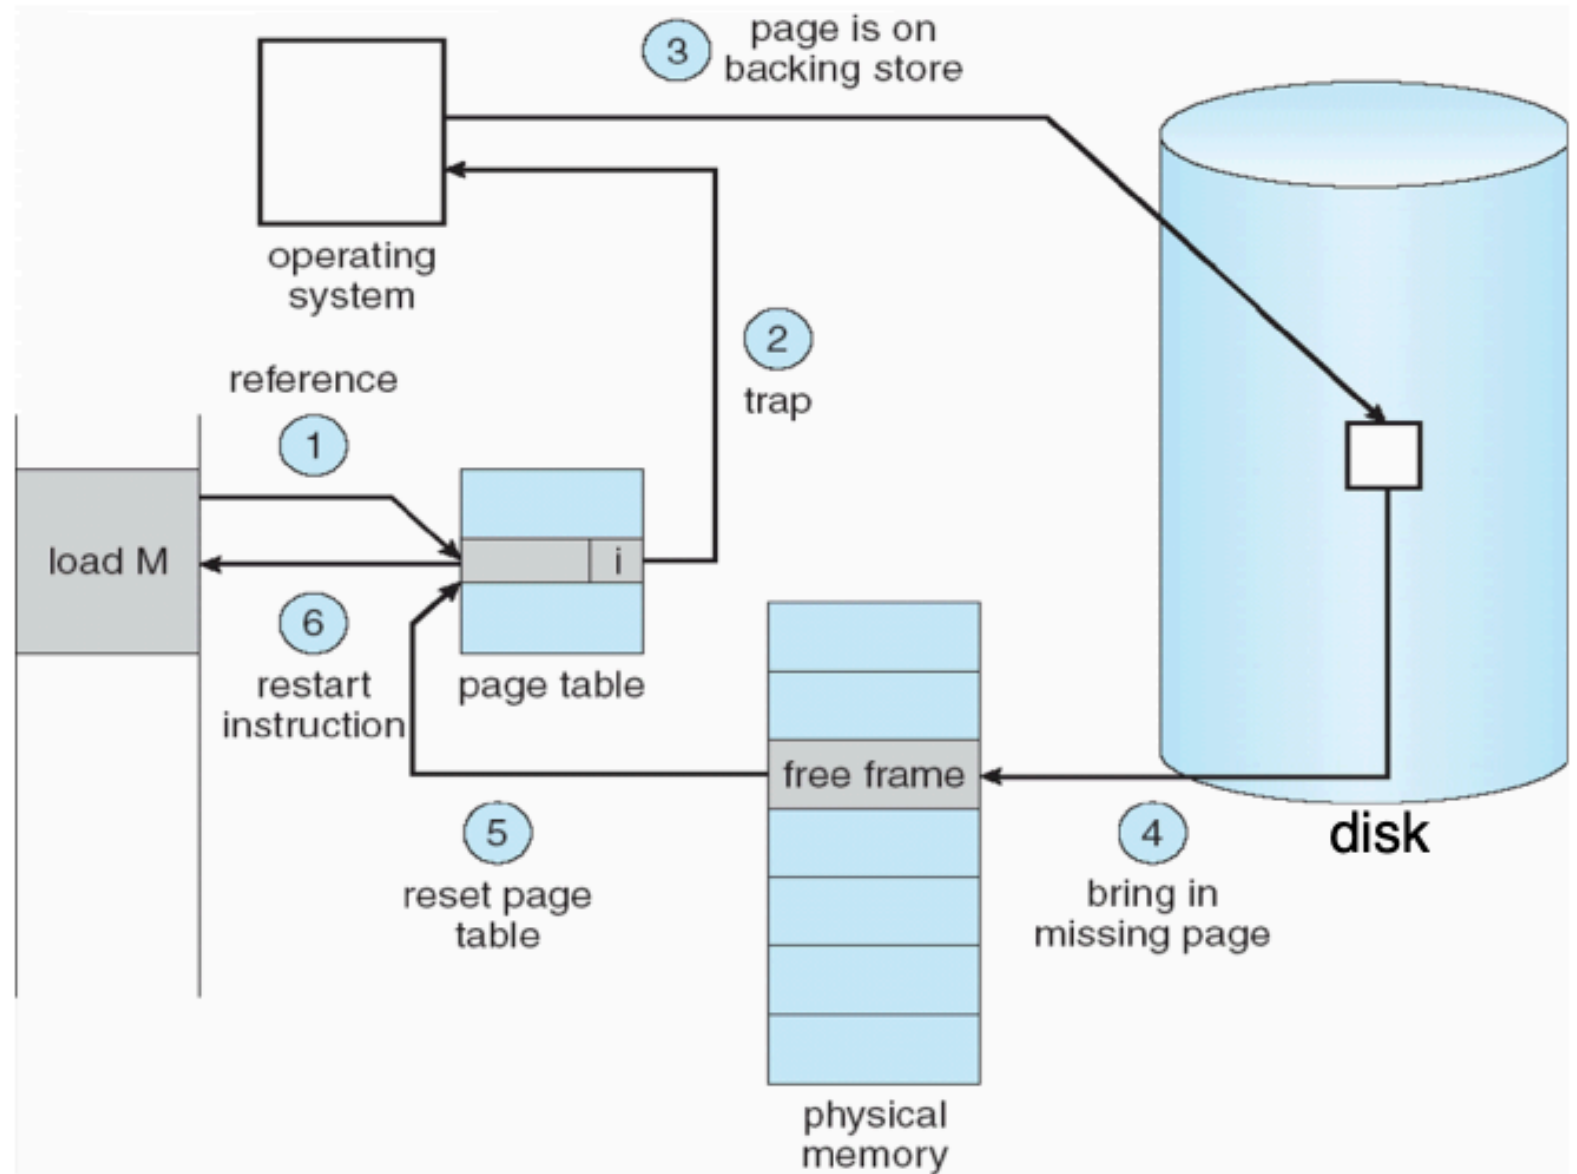 3
page is on
backing store
operating
system
2
trap
reference
1
load M
i
6
restart
instruction
page table
free frame
5
reset page
table
4
bring in
missing page
disk
physical
memory